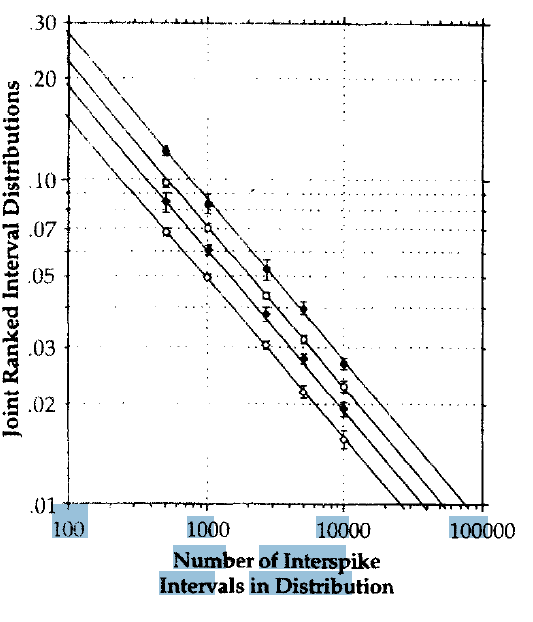 .30
.20
.10
.07
.05
.03
.02
.01
Joint Ranked Interval Distributions
100 1000 10000 100000
Number of Interspike
Intervals in Distribution